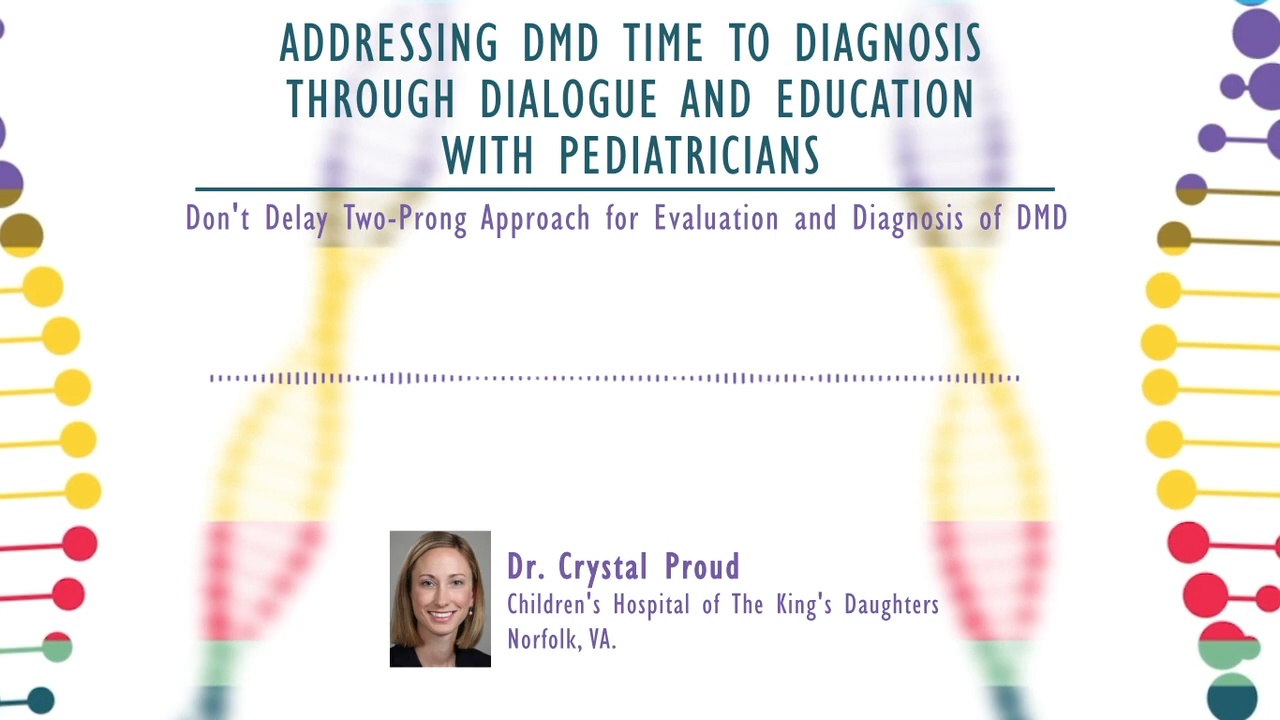 ADDRESSING DMD TIME TO DIAGNOSIS
THROUGH DIALOGUE AND EDUCATION
WITH PEDIATRICIANS
Don't Delay Two-Prong Approach for Evaluation and Diagnosis of DMD
Dr. Crystal Proud
Children's Hospital of The King's Daughters
Norfolk, VA.